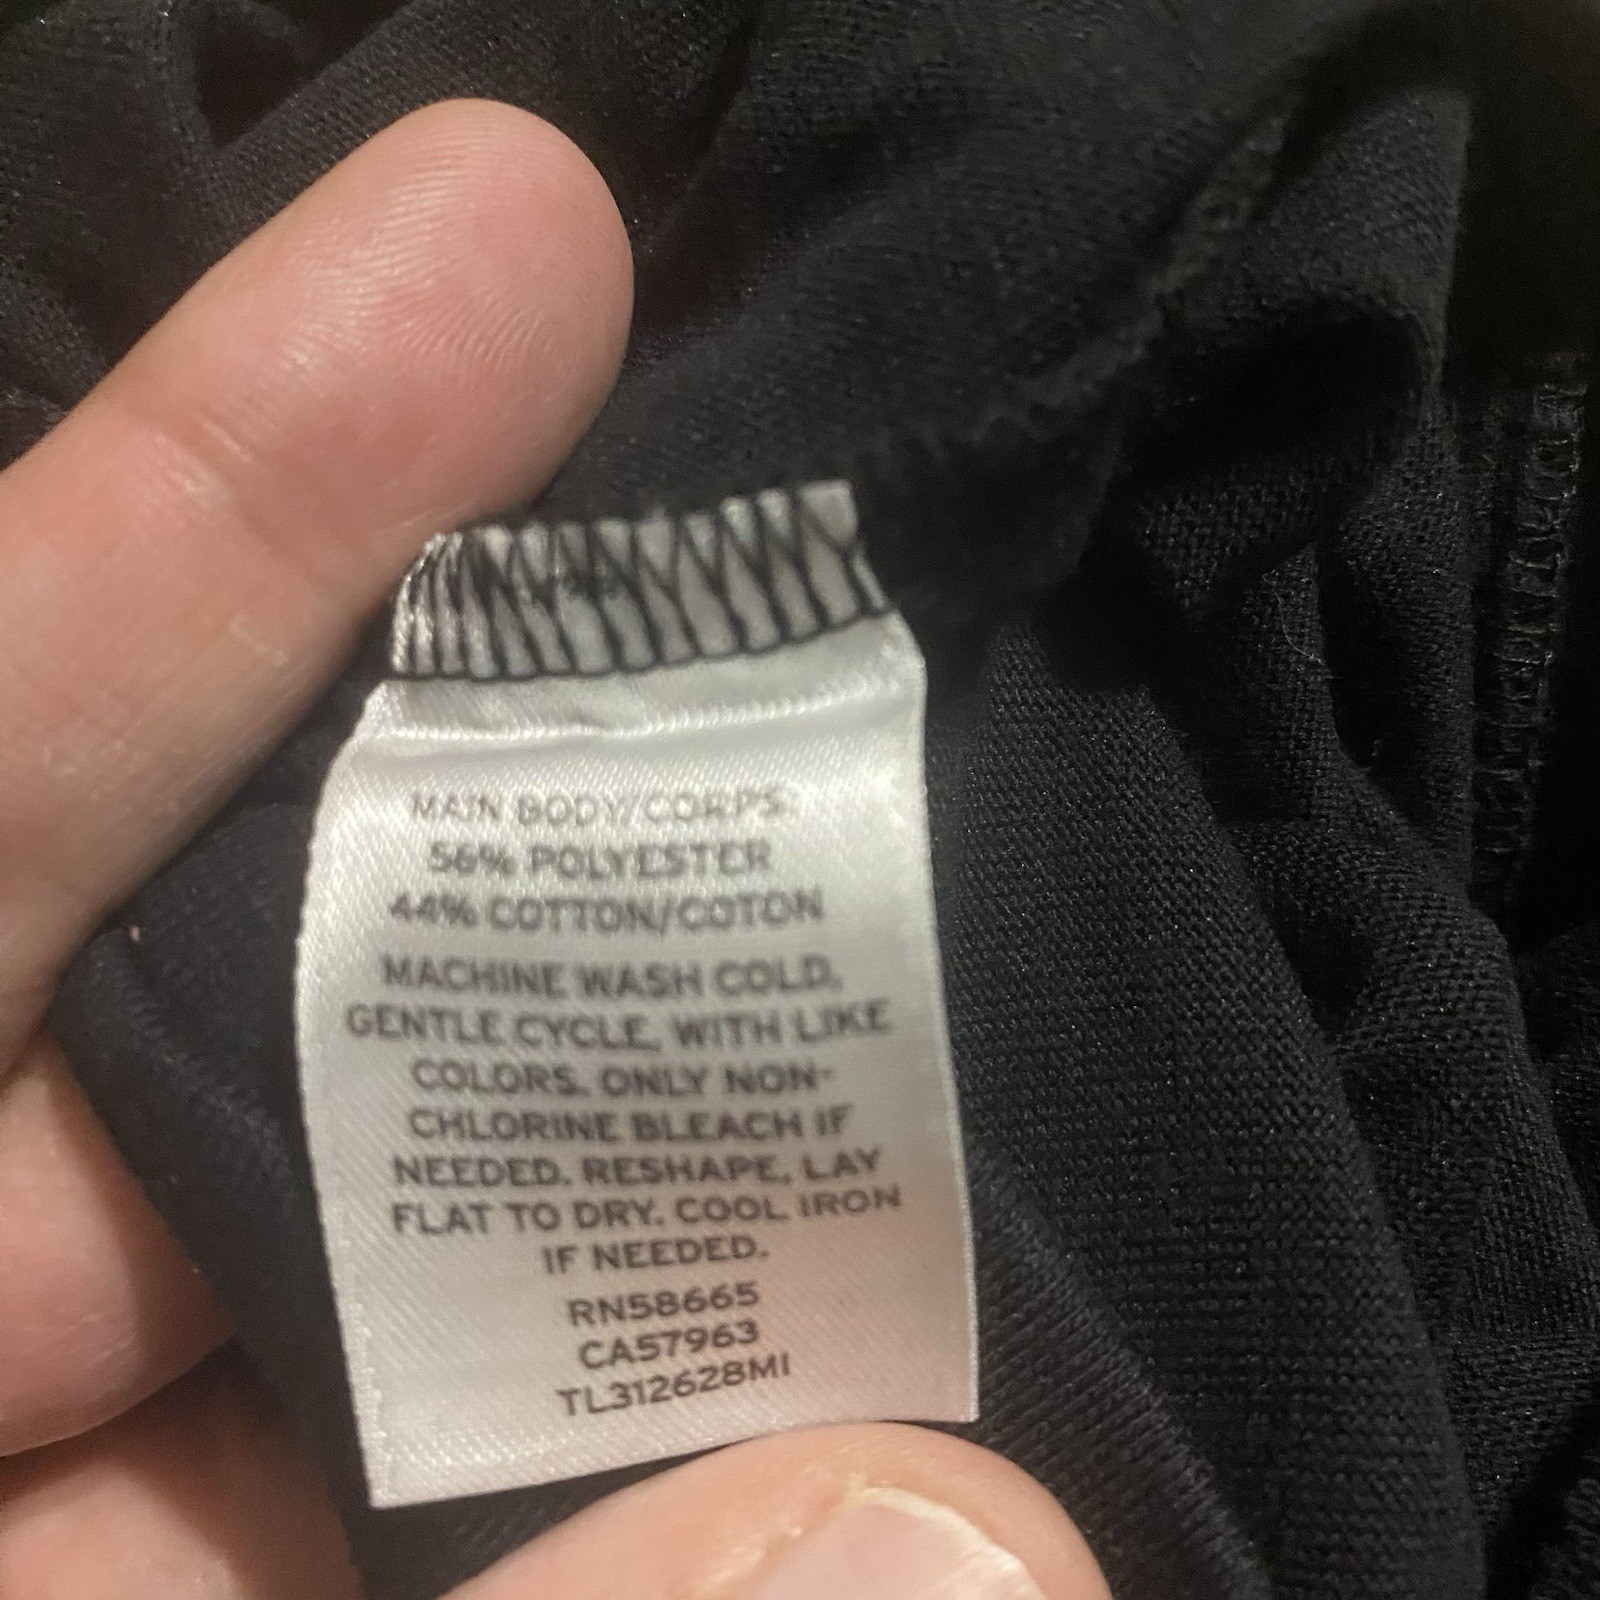 MAIN BODY/CORPS:
56% POLYESTER
44% COTTON/COTON
MACHINE WASH COLD,
GENTLE CYCLE, WITH LIKE
COLORS. ONLY NON-
CHLORINE BLEACH IF
NEEDED. RESHAPE, LAY
FLAT TO DRY. COOL IRON
IF NEEDED.
RN58665
CA57963
TL312628MI